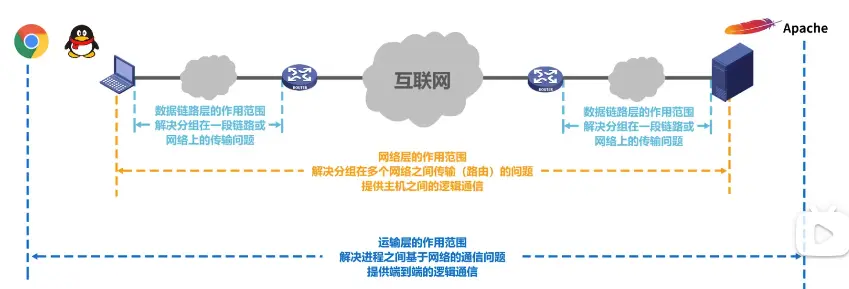 Apache
互联网
ROUTER
ROUTER
数据链路层的作用范围
解决分组在一段链路或
网络上的传输问题
数据链路层的作用范围
解决分组在一段链路或
网络上的传输问题
网络层的作用范围
解决分组在多个网络之间传输（路由）的问题
提供主机之间的逻辑通信
运输层的作用范围
解决进程之间基于网络的通信问题
提供端到端的逻辑通信